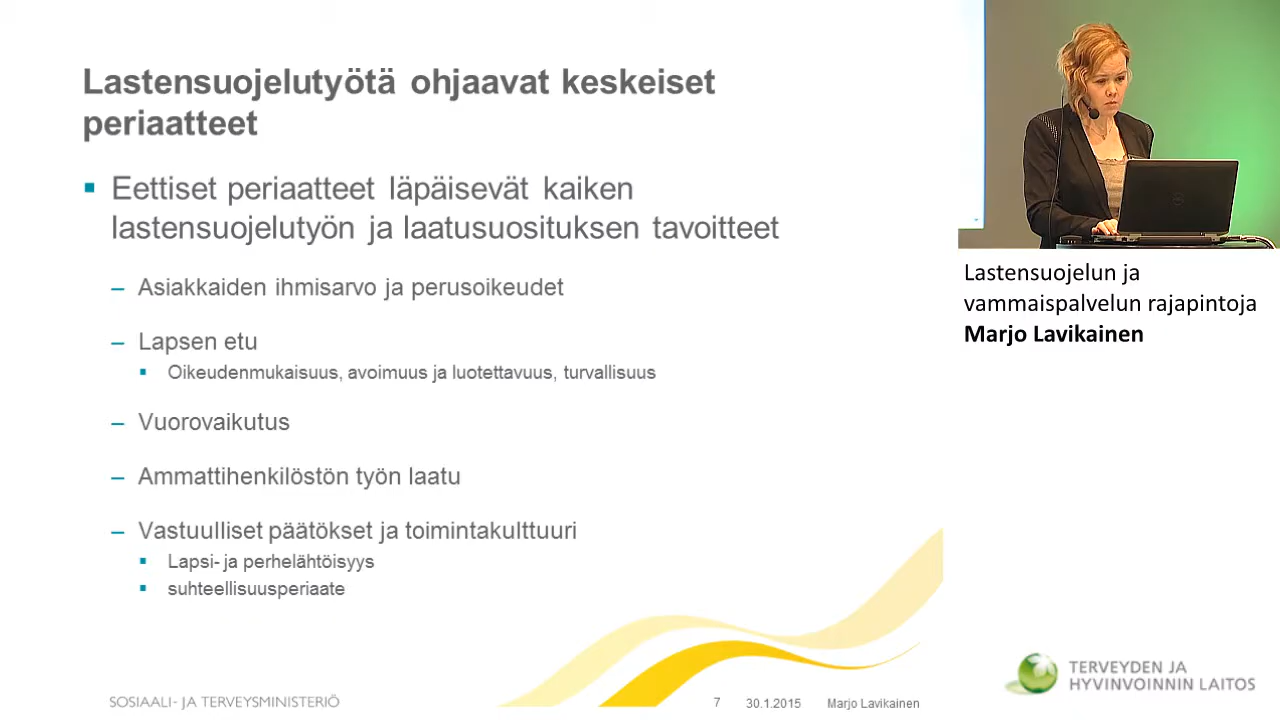 Lastensuojelutyötä ohjaavat keskeiset
periaatteet
Eettiset periaatteet läpäisevät kaiken
lastensuojelutyön ja laatusuosituksen tavoitteet
– Asiakkaiden ihmisarvo ja perusoikeudet
– Lapsen etu
Oikeudenmukaisuus, avoimuus ja luotettavuus, turvallisuus
– Vuorovaikutus
– Ammattihenkilöstön työn laatu
– Vastuulliset päätökset ja toimintakulttuuri
Lapsi- ja perhelähtöisyys
suhteellisuusperiaate
SOSIAALI- JA TERVEYSMINISTERIÖ
7 30.1.2015 Marjo Lavikainen
Lastensuojelun ja
vammaispalvelun rajapintoja
Marjo Lavikainen
TERVEYDEN JA
HYVINVOINNIN LAITOS